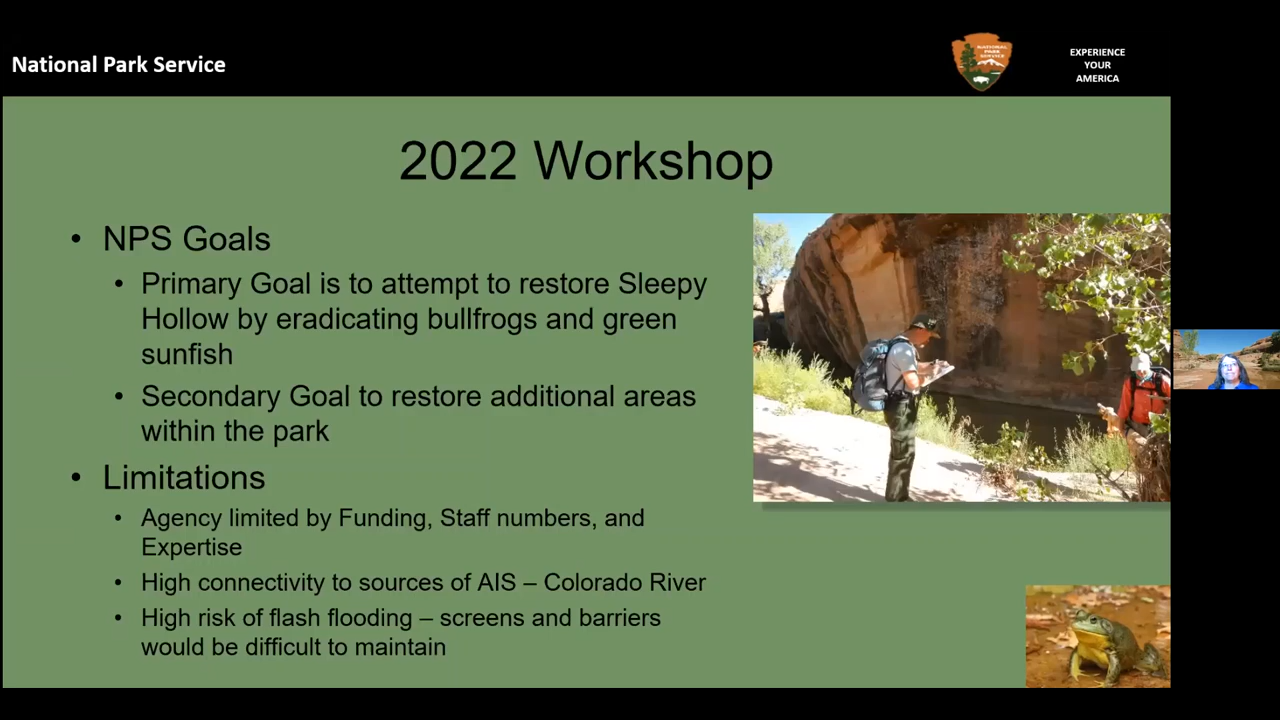 National Park Service
NATIONAL
PARK
SERVICE
EXPERIENCE
YOUR
AMERICA
2022 Workshop
• NPS Goals
• Primary Goal is to attempt to restore Sleepy
Hollow by eradicating bullfrogs and green
sunfish
• Secondary Goal to restore additional areas
within the park
• Limitations
• Agency limited by Funding, Staff numbers, and
Expertise
• High connectivity to sources of AIS – Colorado River
• High risk of flash flooding – screens and barriers
would be difficult to maintain